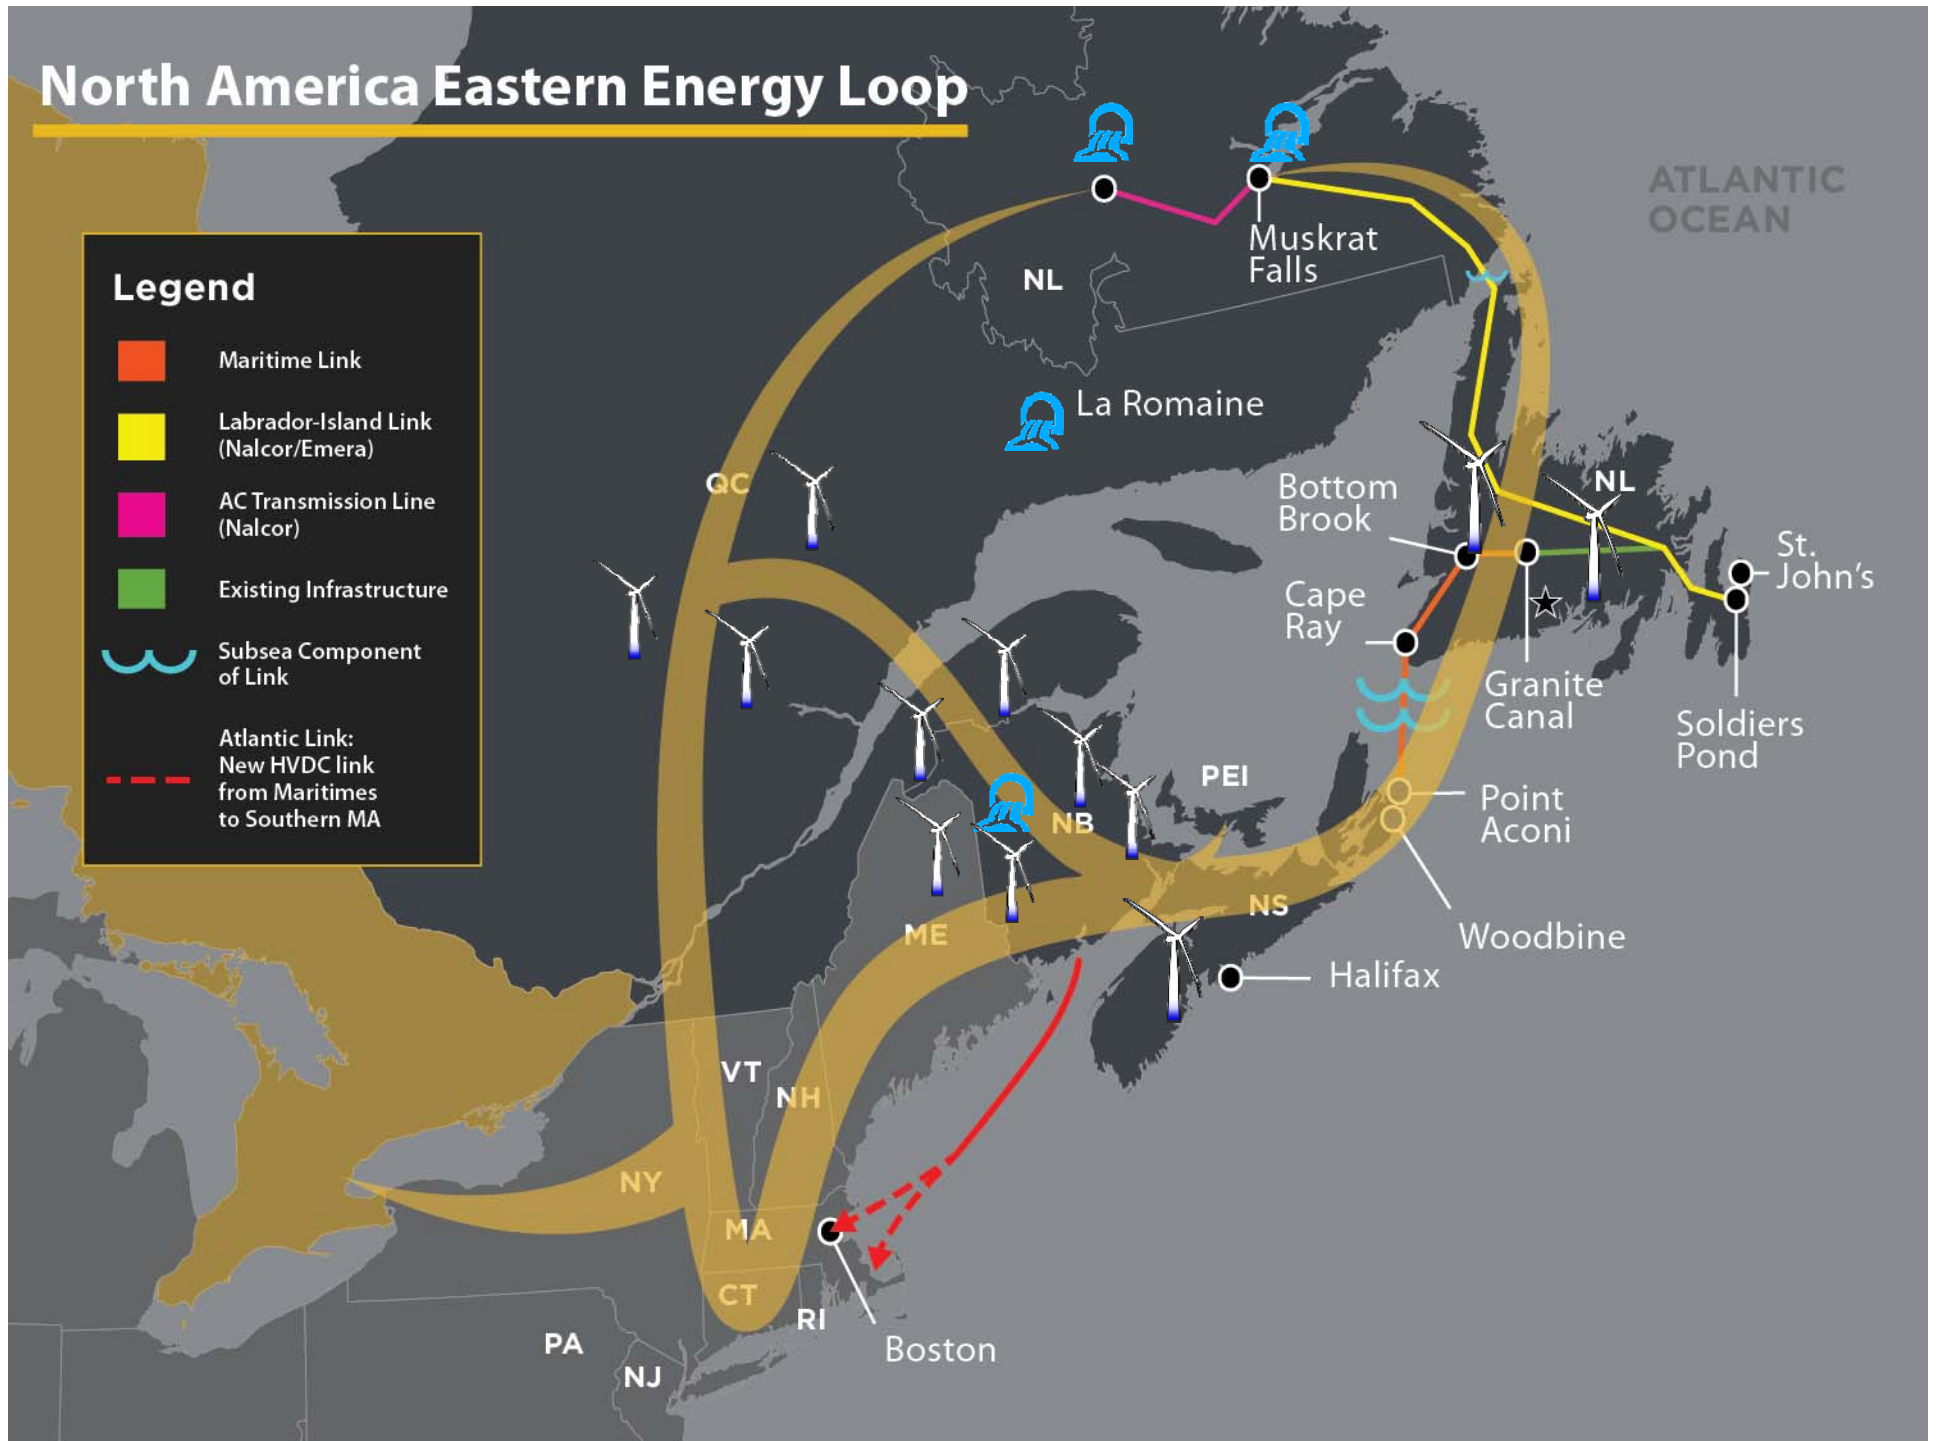 North America Eastern Energy Loop
ATLANTIC
OCEAN
Legend
Maritime Link
Labrador-Island Link
(Nalcor/Emera)
AC Transmission Line
(Nalcor)
Existing Infrastructure
Subsea Component
of Link
Atlantic Link:
New HVDC link
from Maritimes
to Southern MA
Muskrat
Falls
NL
La Romaine
QC
Bottom
Brook
NL
St.
John's
Cape
Ray
Granite
Canal
Soldiers
Pond
PEI
Point
Aconi
NB
NS
ME
Woodbine
Halifax
VT
NH
NY
MA
CT
RI
PA
Boston
NJ